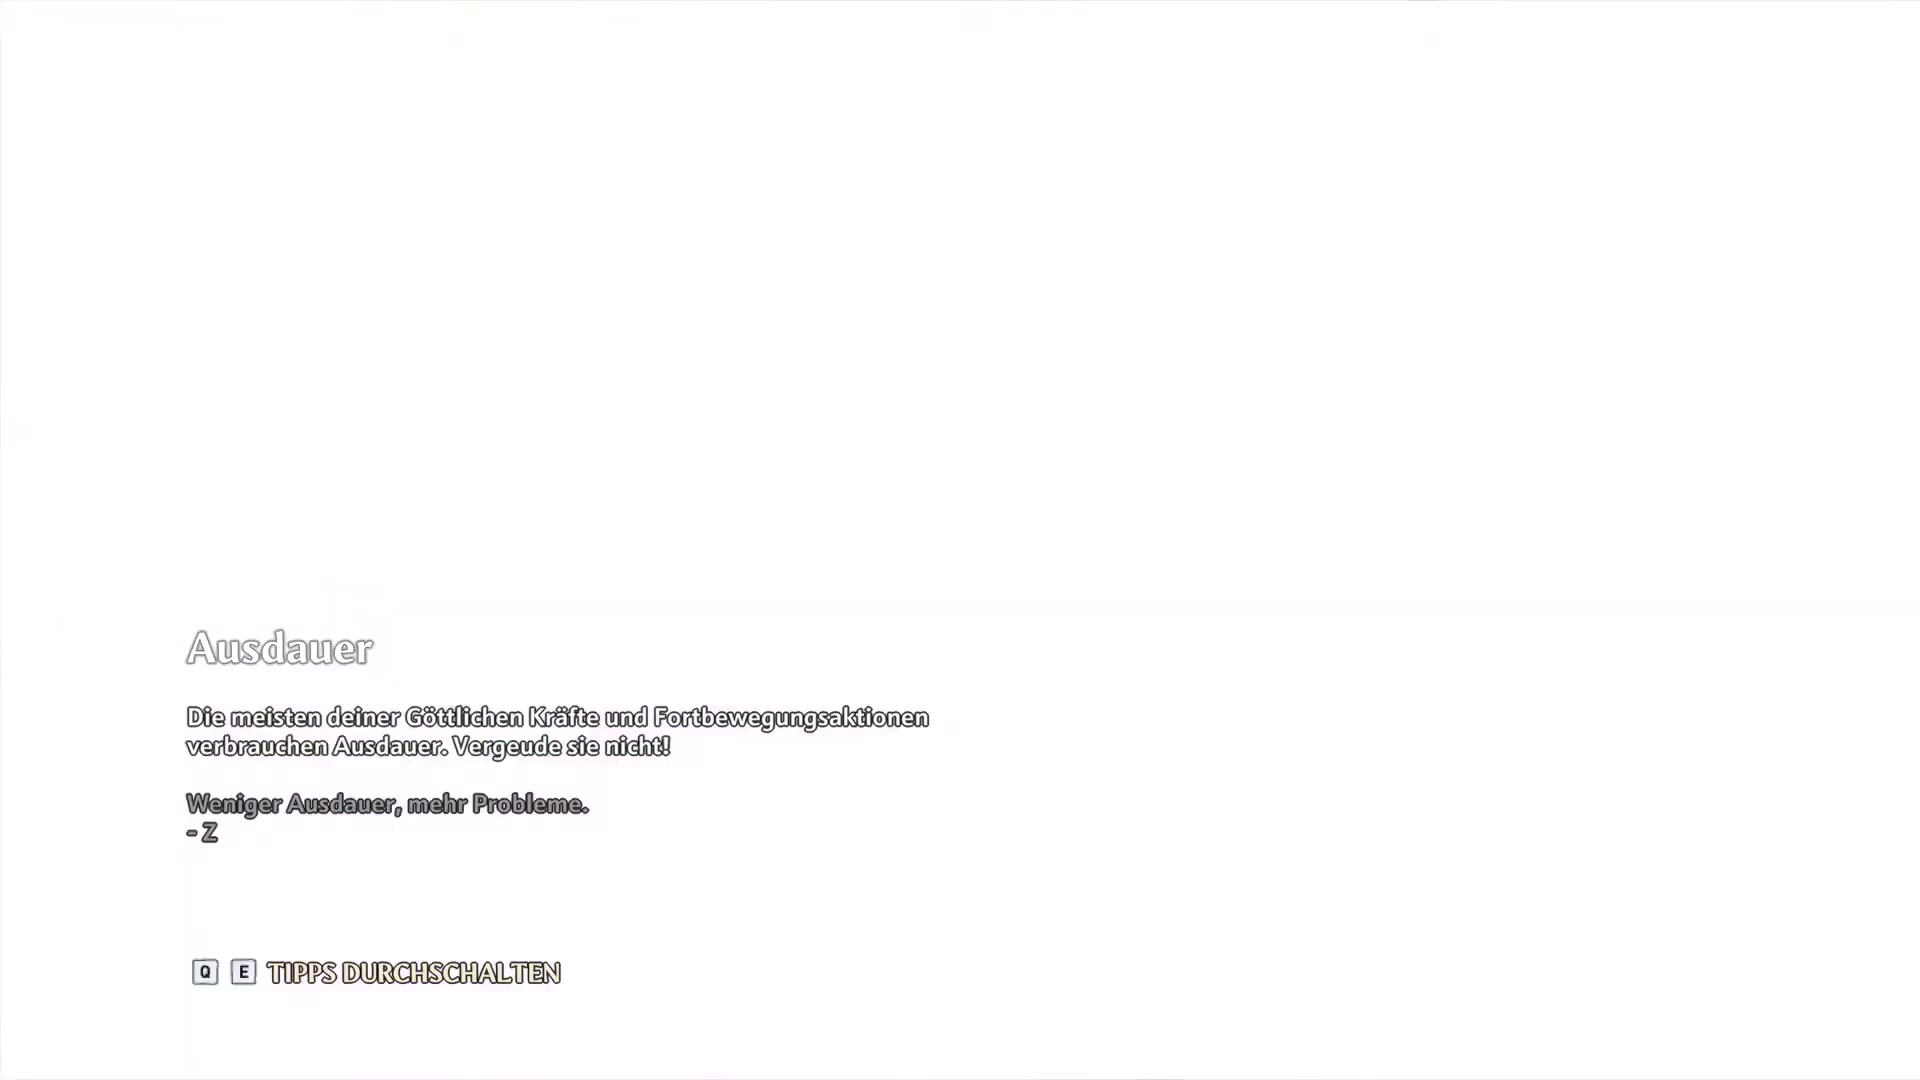 Ausdauer
Die meisten deiner Göttlichen Kräfte und Fortbewegungsaktionen
verbrauchen Ausdauer. Vergeude sie nicht!
Weniger Ausdauer, mehr Probleme.
- Z
Q E TIPPS DURCHSCHALTEN